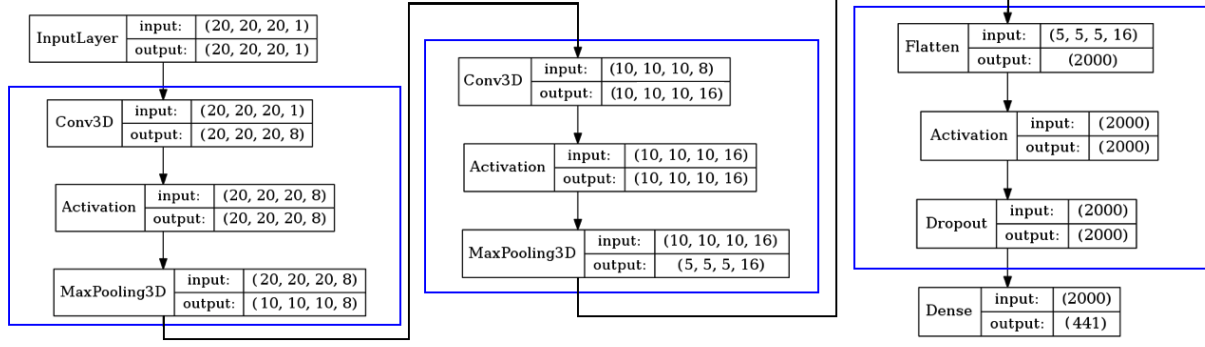 InputLayer input: (20, 20, 20, 1)
output: (20, 20, 20, 1)
Conv3D input: (20, 20, 20, 1)
output: (20, 20, 20, 8)
Activation input: (20, 20, 20, 8)
output: (20, 20, 20, 8)
MaxPooling3D input: (20, 20, 20, 8)
output: (10, 10, 10, 8)
Conv3D input: (10, 10, 10, 8)
output: (10, 10, 10, 16)
Activation input: (10, 10, 10, 16)
output: (10, 10, 10, 16)
MaxPooling3D input: (10, 10, 10, 16)
output: (5, 5, 5, 16)
Flatten input: (5, 5, 5, 16)
output: (2000)
Activation input: (2000)
output: (2000)
Dropout input: (2000)
output: (2000)
Dense input: (2000)
output: (441)